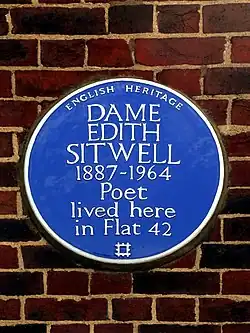 ENGLISH HERITAGE
DAME
EDITH
SITWELL
1887-1964
Poet
lived here
in Flat 42